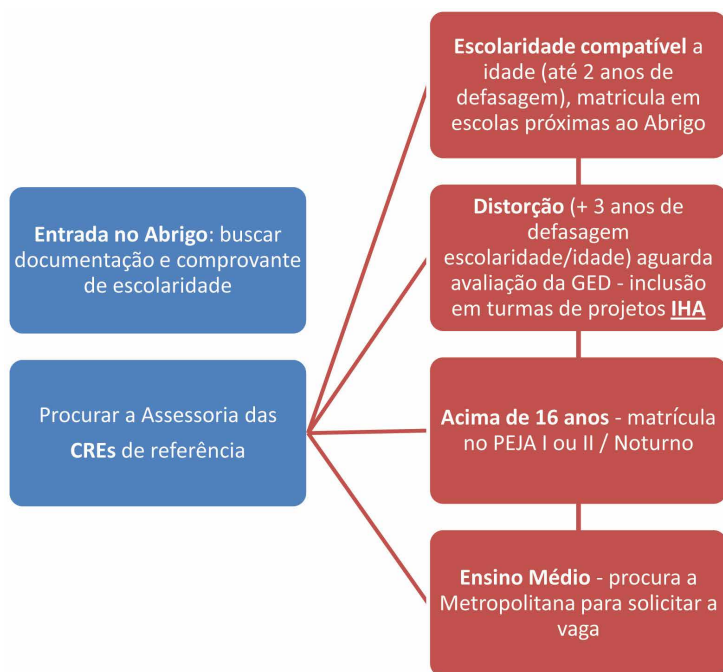 Entrada no Abrigo: buscar
documentação e comprovante
de escolaridade
Procurar a Assessoria das
CREs de referência
Escolaridade compatível a
idade (até 2 anos de
defasagem), matricula em
escolas próximas ao Abrigo
Distorção (+ 3 anos de
defasagem
escolaridade/idade) aguarda
avaliação da GED - inclusão
em turmas de projetos IHA
Acima de 16 anos - matrícula
no PEJA I ou II / Noturno
Ensino Médio - procura a
Metropolitana para solicitar a
vaga